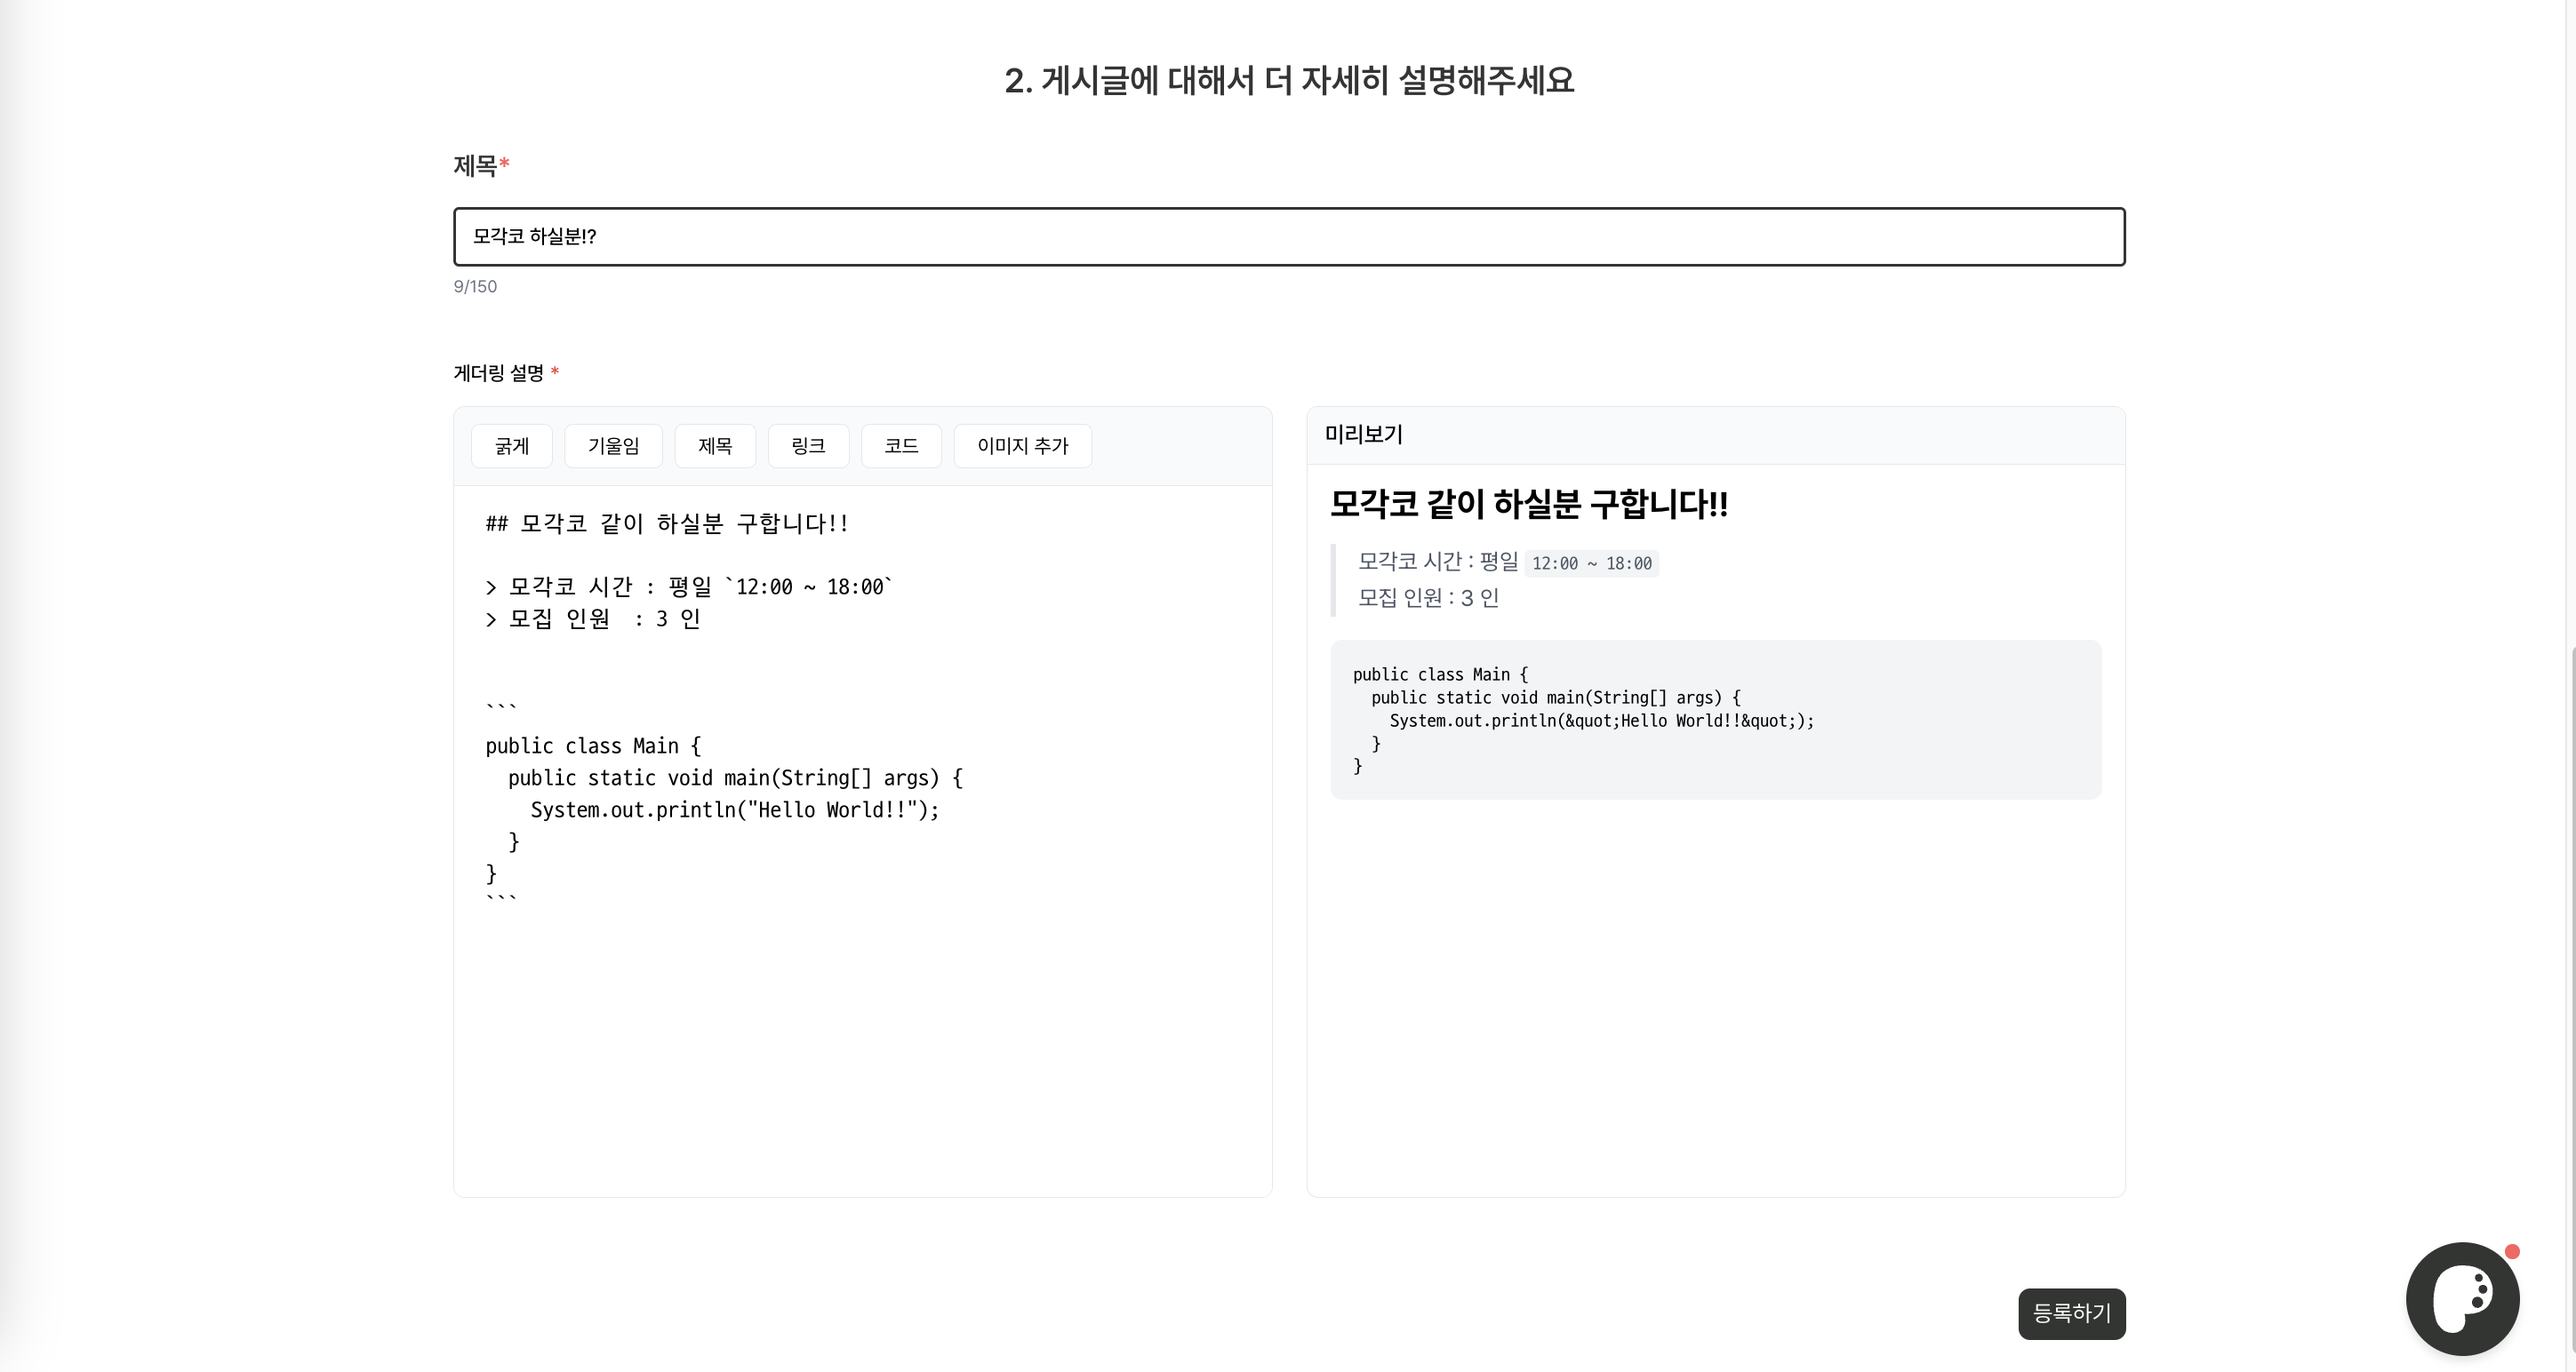 2. 게시글에 대해서 더 자세히 설명해주세요
제목*
모각코 하실분!?
9/150
게더링 설명 *
굵게 기울임 제목 링크 코드 이미지 추가
## 모각코 같이 하실분 구합니다!!
> 모각코 시간 : 평일 `12:00 ~ 18:00`
> 모집 인원  : 3 인
```
public class Main {
  public static void main(String[] args) {
    System.out.println("Hello World!!");
  }
}
```
미리보기
모각코 같이 하실분 구합니다!!
모각코 시간 : 평일 12:00 ~ 18:00
모집 인원 : 3 인
public class Main {
  public static void main(String[] args) {
    System.out.println(&quot;Hello World!!&quot;);
  }
}
등록하기